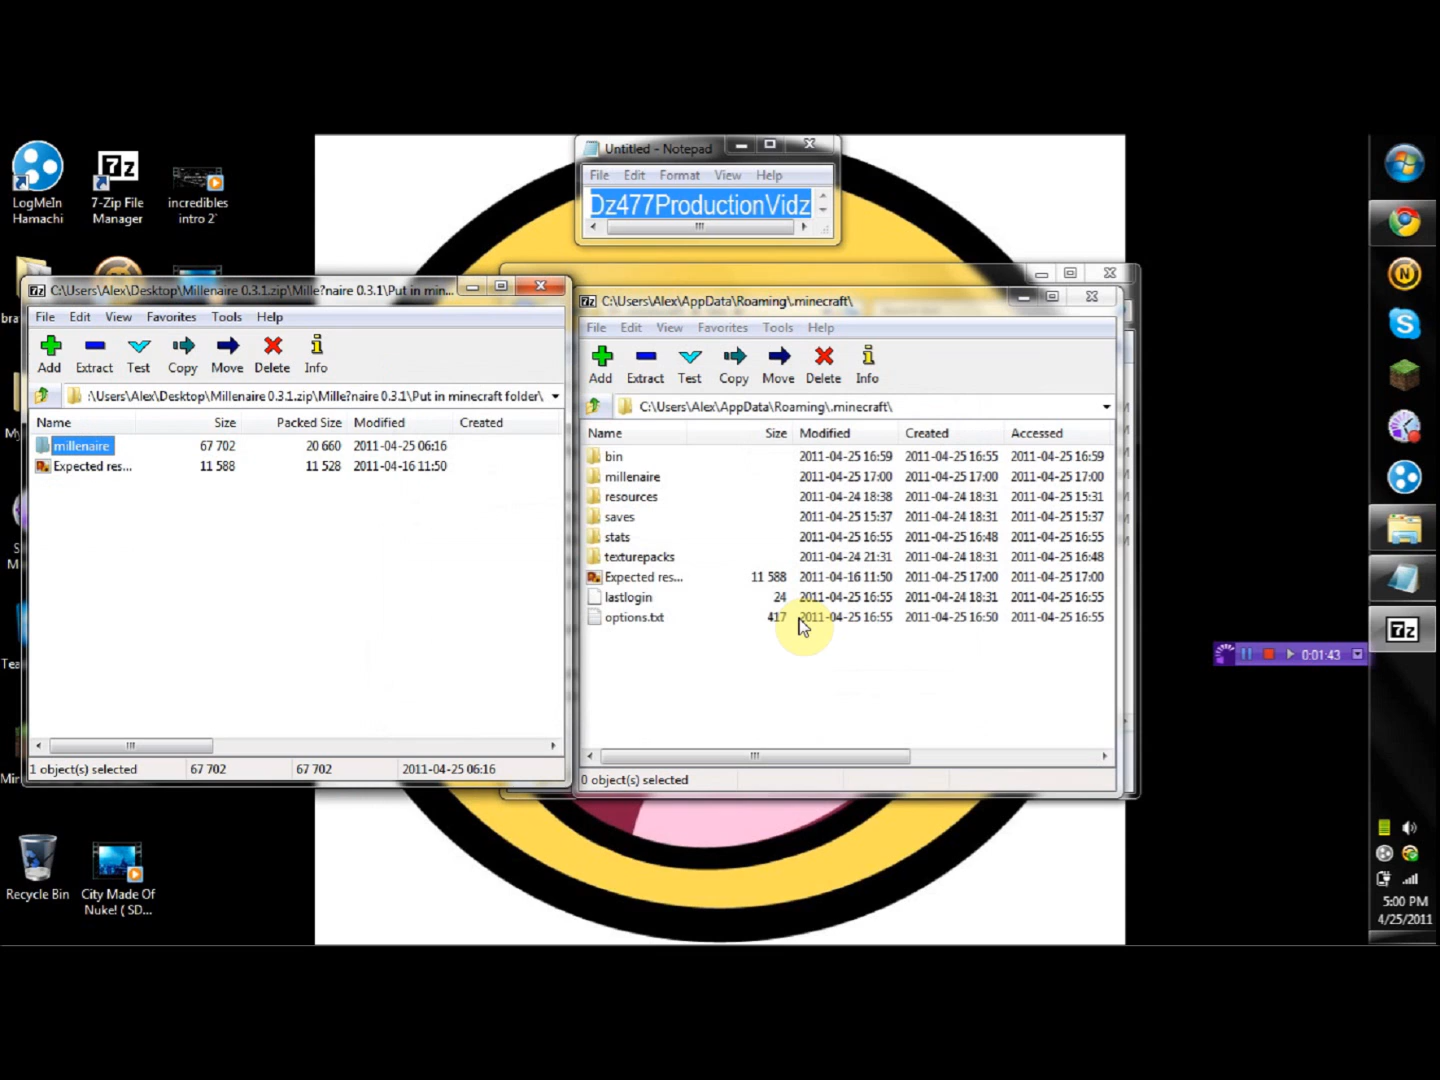 LogMeIn
Hamachi
7-Zip File
Manager
incredibles
intro 2'
Untitled - Notepad
File Edit Format View Help
Dz477ProductionVidz
C:\Users\Alex\Desktop\Millenaire 0.3.1.zip\Mille?naire 0.3.1\Put in min...
File Edit View Favorites Tools Help
Add Extract Test Copy Move Delete Info
:\Users\Alex\Desktop\Millenaire 0.3.1.zip\Mille?naire 0.3.1\Put in minecraft folder\
Name Size Packed Size Modified Created
millenaire 67 702 20 660 2011-04-25 06:16
Expected res... 11 588 11 528 2011-04-16 11:50
1 object(s) selected 67 702 67 702 2011-04-25 06:16
C:\Users\Alex\AppData\Roaming\.minecraft\
File Edit View Favorites Tools Help
Add Extract Test Copy Move Delete Info
C:\Users\Alex\AppData\Roaming\.minecraft\
Name Size Modified Created Accessed
bin 2011-04-25 16:59 2011-04-25 16:55 2011-04-25 16:59
millenaire 2011-04-25 17:00 2011-04-25 17:00 2011-04-25 17:00
resources 2011-04-24 18:38 2011-04-24 18:31 2011-04-25 15:31
saves 2011-04-25 15:37 2011-04-24 18:31 2011-04-25 15:37
stats 2011-04-25 16:55 2011-04-25 16:48 2011-04-25 16:55
texturepacks 2011-04-24 21:31 2011-04-24 18:31 2011-04-25 16:48
Expected res... 11 588 2011-04-16 11:50 2011-04-25 17:00 2011-04-25 17:00
lastlogin 24 2011-04-25 16:55 2011-04-24 18:31 2011-04-25 16:55
options.txt 417 2011-04-25 16:55 2011-04-25 16:50 2011-04-25 16:55
0 object(s) selected
0:01:43
Recycle Bin
City Made Of
Nuke! ( SD...
5:00 PM
4/25/2011